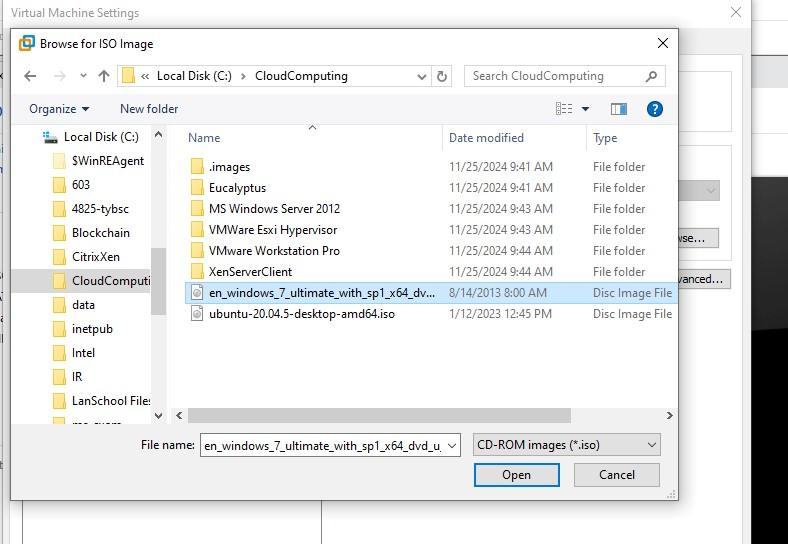 Virtual Machine Settings
Browse for ISO Image
« Local Disk (C:) > CloudComputing
Search CloudComputing
Organize
New folder
Name Date modified Type
Local Disk (C:)
$WinREAgent
603
4825-tybsc
Blockchain
CitrixXen
CloudComputi
data
inetpub
Intel
IR
LanSchool Files
.images 11/25/2024 9:41 AM File folder
Eucalyptus 11/25/2024 9:41 AM File folder
MS Windows Server 2012 11/25/2024 9:43 AM File folder
VMWare Esxi Hypervisor 11/25/2024 9:43 AM File folder
VMware Workstation Pro 11/25/2024 9:44 AM File folder
XenServerClient 11/25/2024 9:44 AM File folder
en_windows_7_ultimate_with_sp1_x64_dv... 8/14/2013 8:00 AM Disc Image File
ubuntu-20.04.5-desktop-amd64.iso 1/12/2023 12:45 PM Disc Image File
wse...
vanced...
File name: en_windows_7_ultimate_with_sp1_x64_dvd_u_ CD-ROM images (*.iso)
Open Cancel